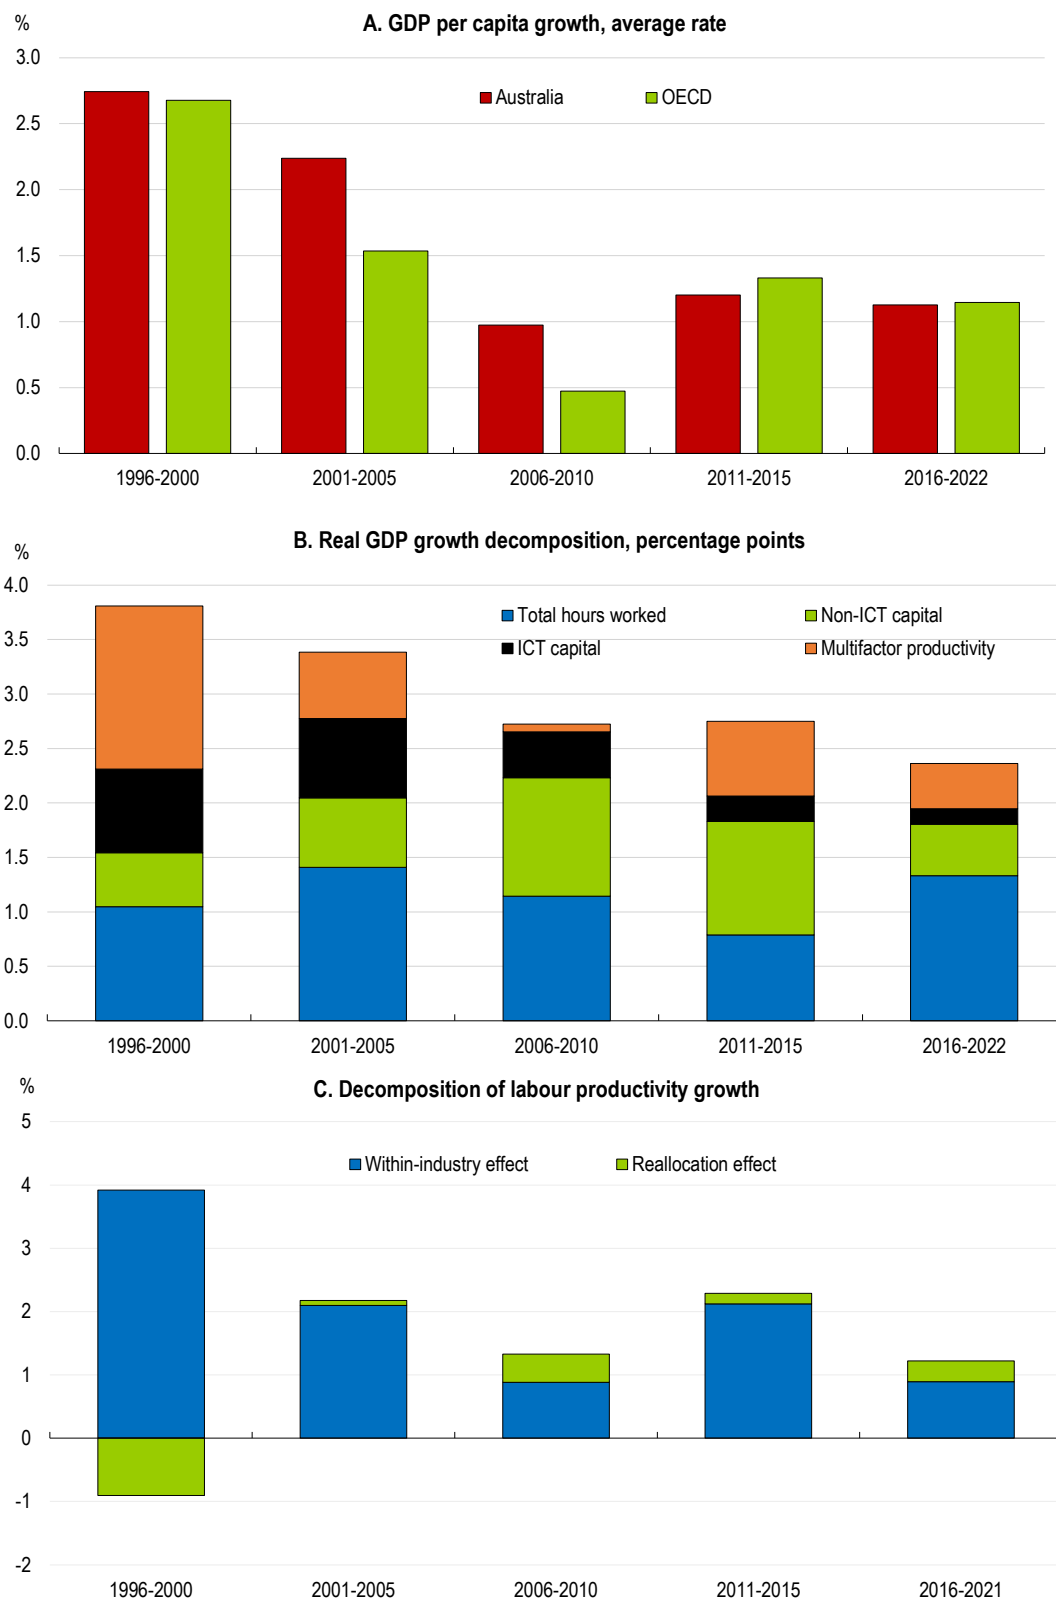 A. GDP per capita growth, average rate
%
3.0
Australia OECD
2.5
2.0
1.5
1.0
0.5
0.0
1996-2000 2001-2005 2006-2010 2011-2015 2016-2022
B. Real GDP growth decomposition, percentage points
%
4.0
Total hours worked Non-ICT capital
3.5
ICT capital Multifactor productivity
3.0
2.5
2.0
1.5
1.0
0.5
0.0
1996-2000 2001-2005 2006-2010 2011-2015 2016-2022
C. Decomposition of labour productivity growth
%
5
Within-industry effect Reallocation effect
4
3
2
1
0
-1
-2
1996-2000 2001-2005 2006-2010 2011-2015 2016-2021